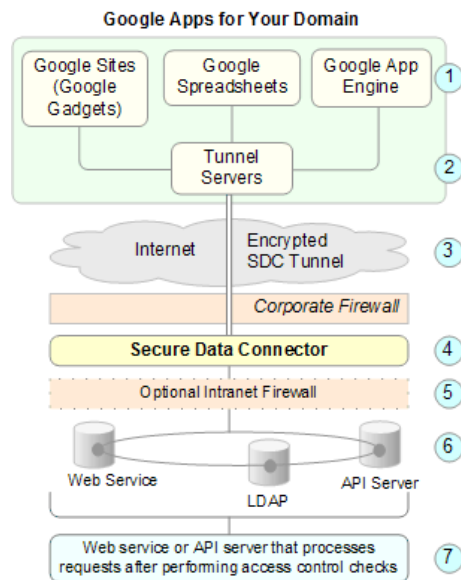 Google Apps for Your Domain
Google Sites
(Google
Gadgets)
Google
Spreadsheets
Google App
Engine
1
Tunnel
Servers
2
Internet
Encrypted
SDC Tunnel
3
Corporate Firewall
Secure Data Connector
4
Optional Intranet Firewall
5
Web Service
LDAP
API Server
6
Web service or API server that processes
requests after performing access control checks
7